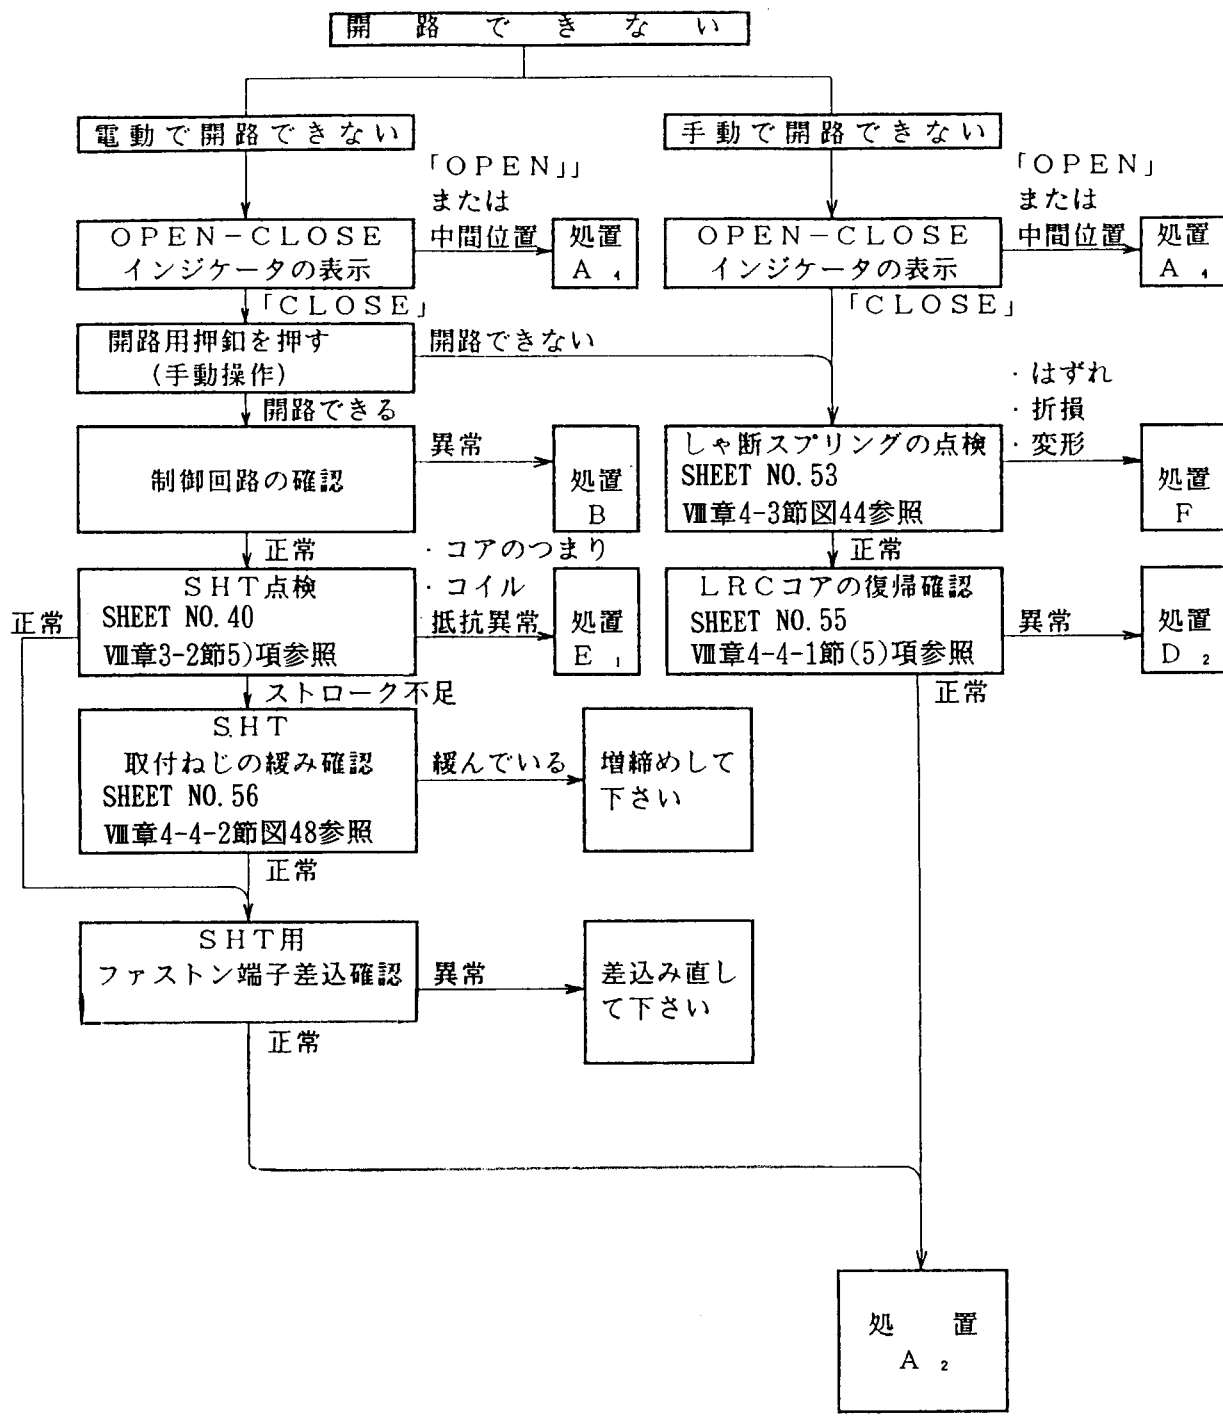 開路できない
電動で開路できない
手動で開路できない
「OPEN」」
または
中間位置
「OPEN」
または
中間位置
OPEN-CLOSE
インジケータの表示
処置
A 4
OPEN-CLOSE
インジケータの表示
処置
A 4
「CLOSE」
「CLOSE」
開路用押釦を押す
(手動操作)
開路できない
開路できる
・はずれ
・折損
・変形
制御回路の確認
異常
処置
B
しゃ断スプリングの点検
SHEET NO.53
Ⅷ章4-3節図44参照
処置
F
正常
正常
・コアのつまり
・コイル
抵抗異常
正常
SHT点検
SHEET NO.40
Ⅷ章3-2節5)項参照
処置
E 1
LRCコアの復帰確認
SHEET NO.55
Ⅷ章4-4-1節(5)項参照
異常
処置
D 2
ストローク不足
正常
SHT
取付ねじの緩み確認
SHEET NO.56
Ⅷ章4-4-2節図48参照
緩んでいる
増締めして
下さい
正常
SHT用
ファストン端子差込確認
異常
差込み直し
て下さい
正常
処置
A 2